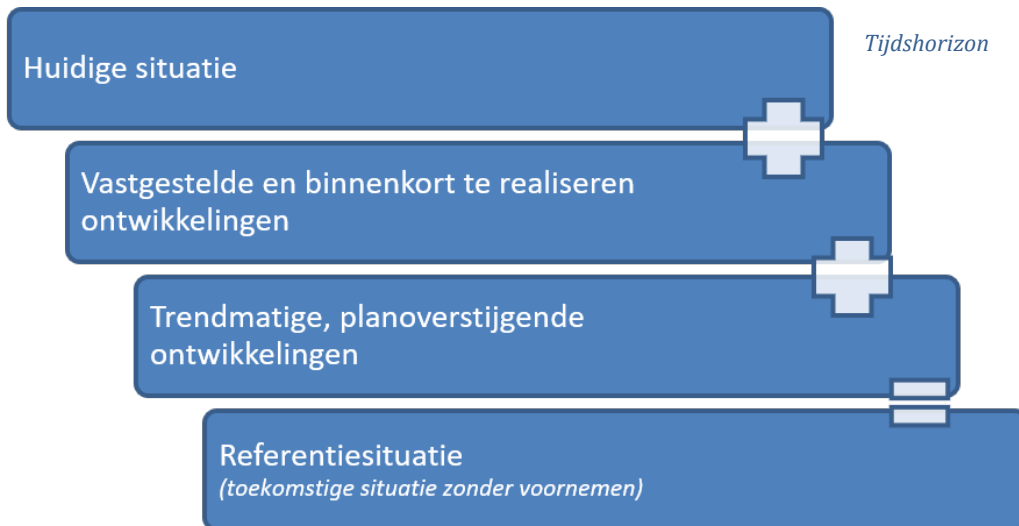 Tijdshorizon
Huidige situatie
Vastgestelde en binnenkort te realiseren
ontwikkelingen
Trendmatige, planoverstijgende
ontwikkelingen
Referentiesituatie
(toekomstige situatie zonder voornemen)